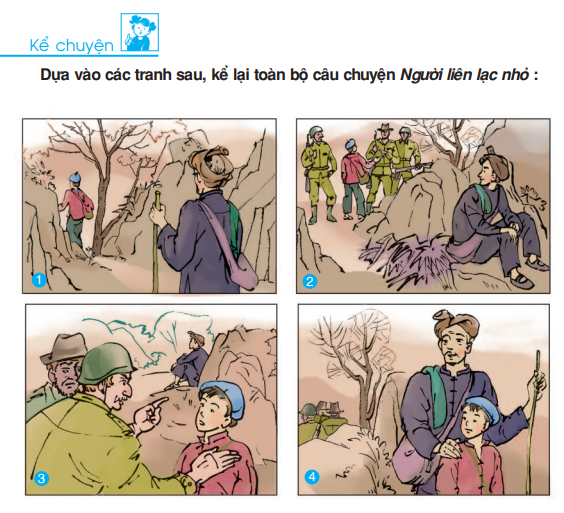 Kể chuyện
Dựa vào các tranh sau, kể lại toàn bộ câu chuyện Người liên lạc nhỏ :
1
2
3
4